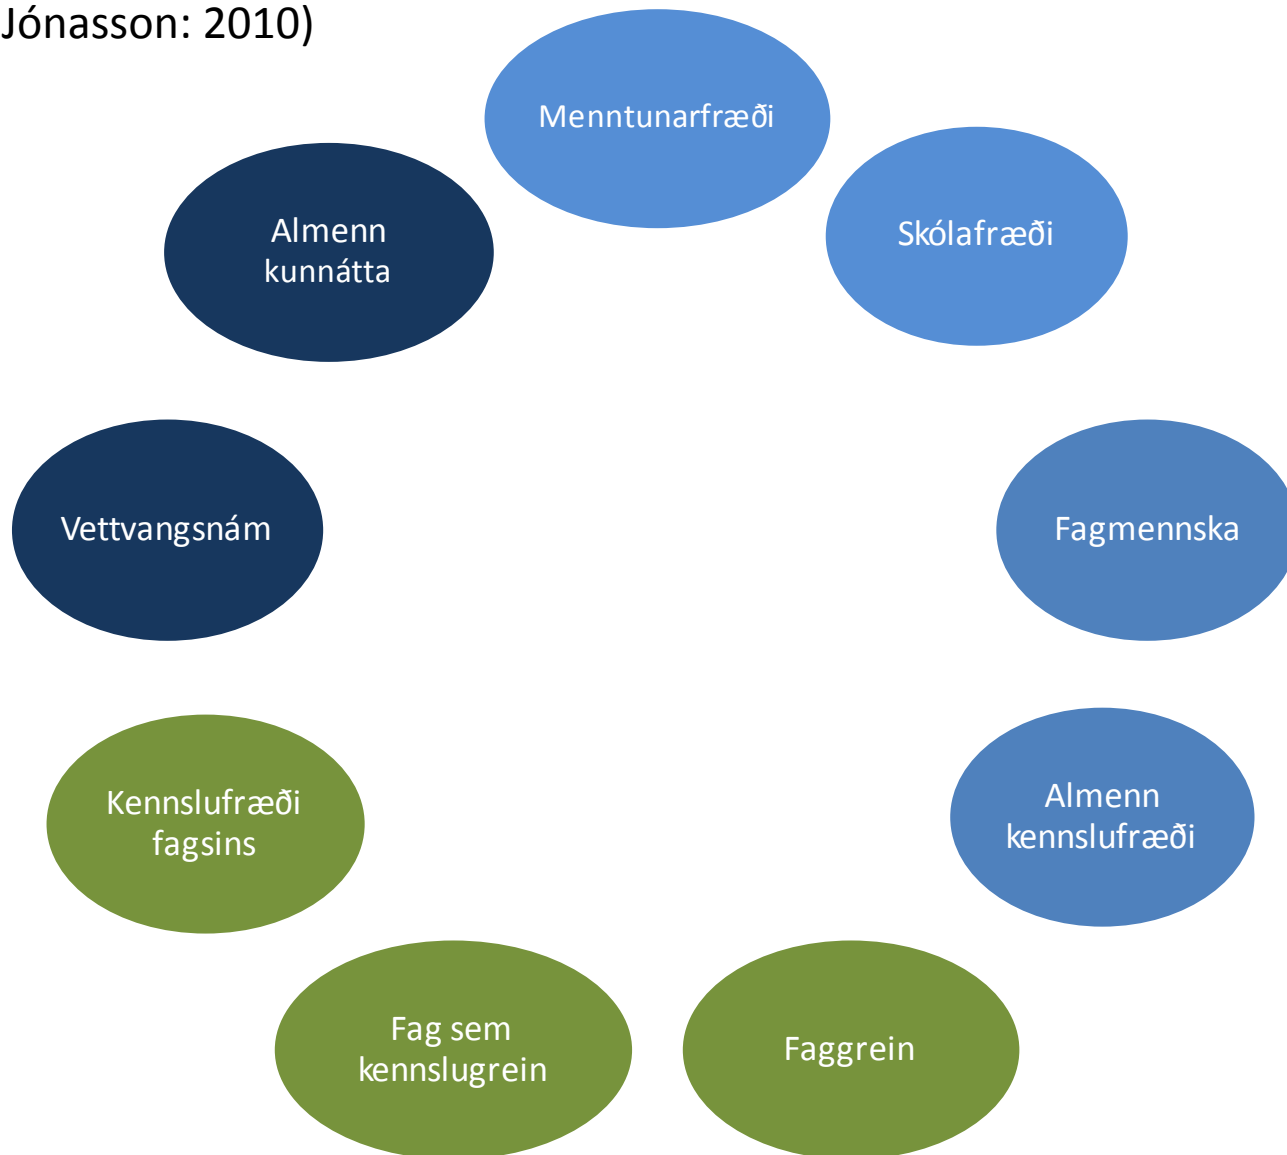 Jónasson: 2010)
Menntunarfræði
Skólafræði
Fagmennska
Almenn
kennslufræði
Faggrein
Fag sem
kennslugrein
Kennslufræði
fagsins
Vettvangsnám
Almenn
kunnátta